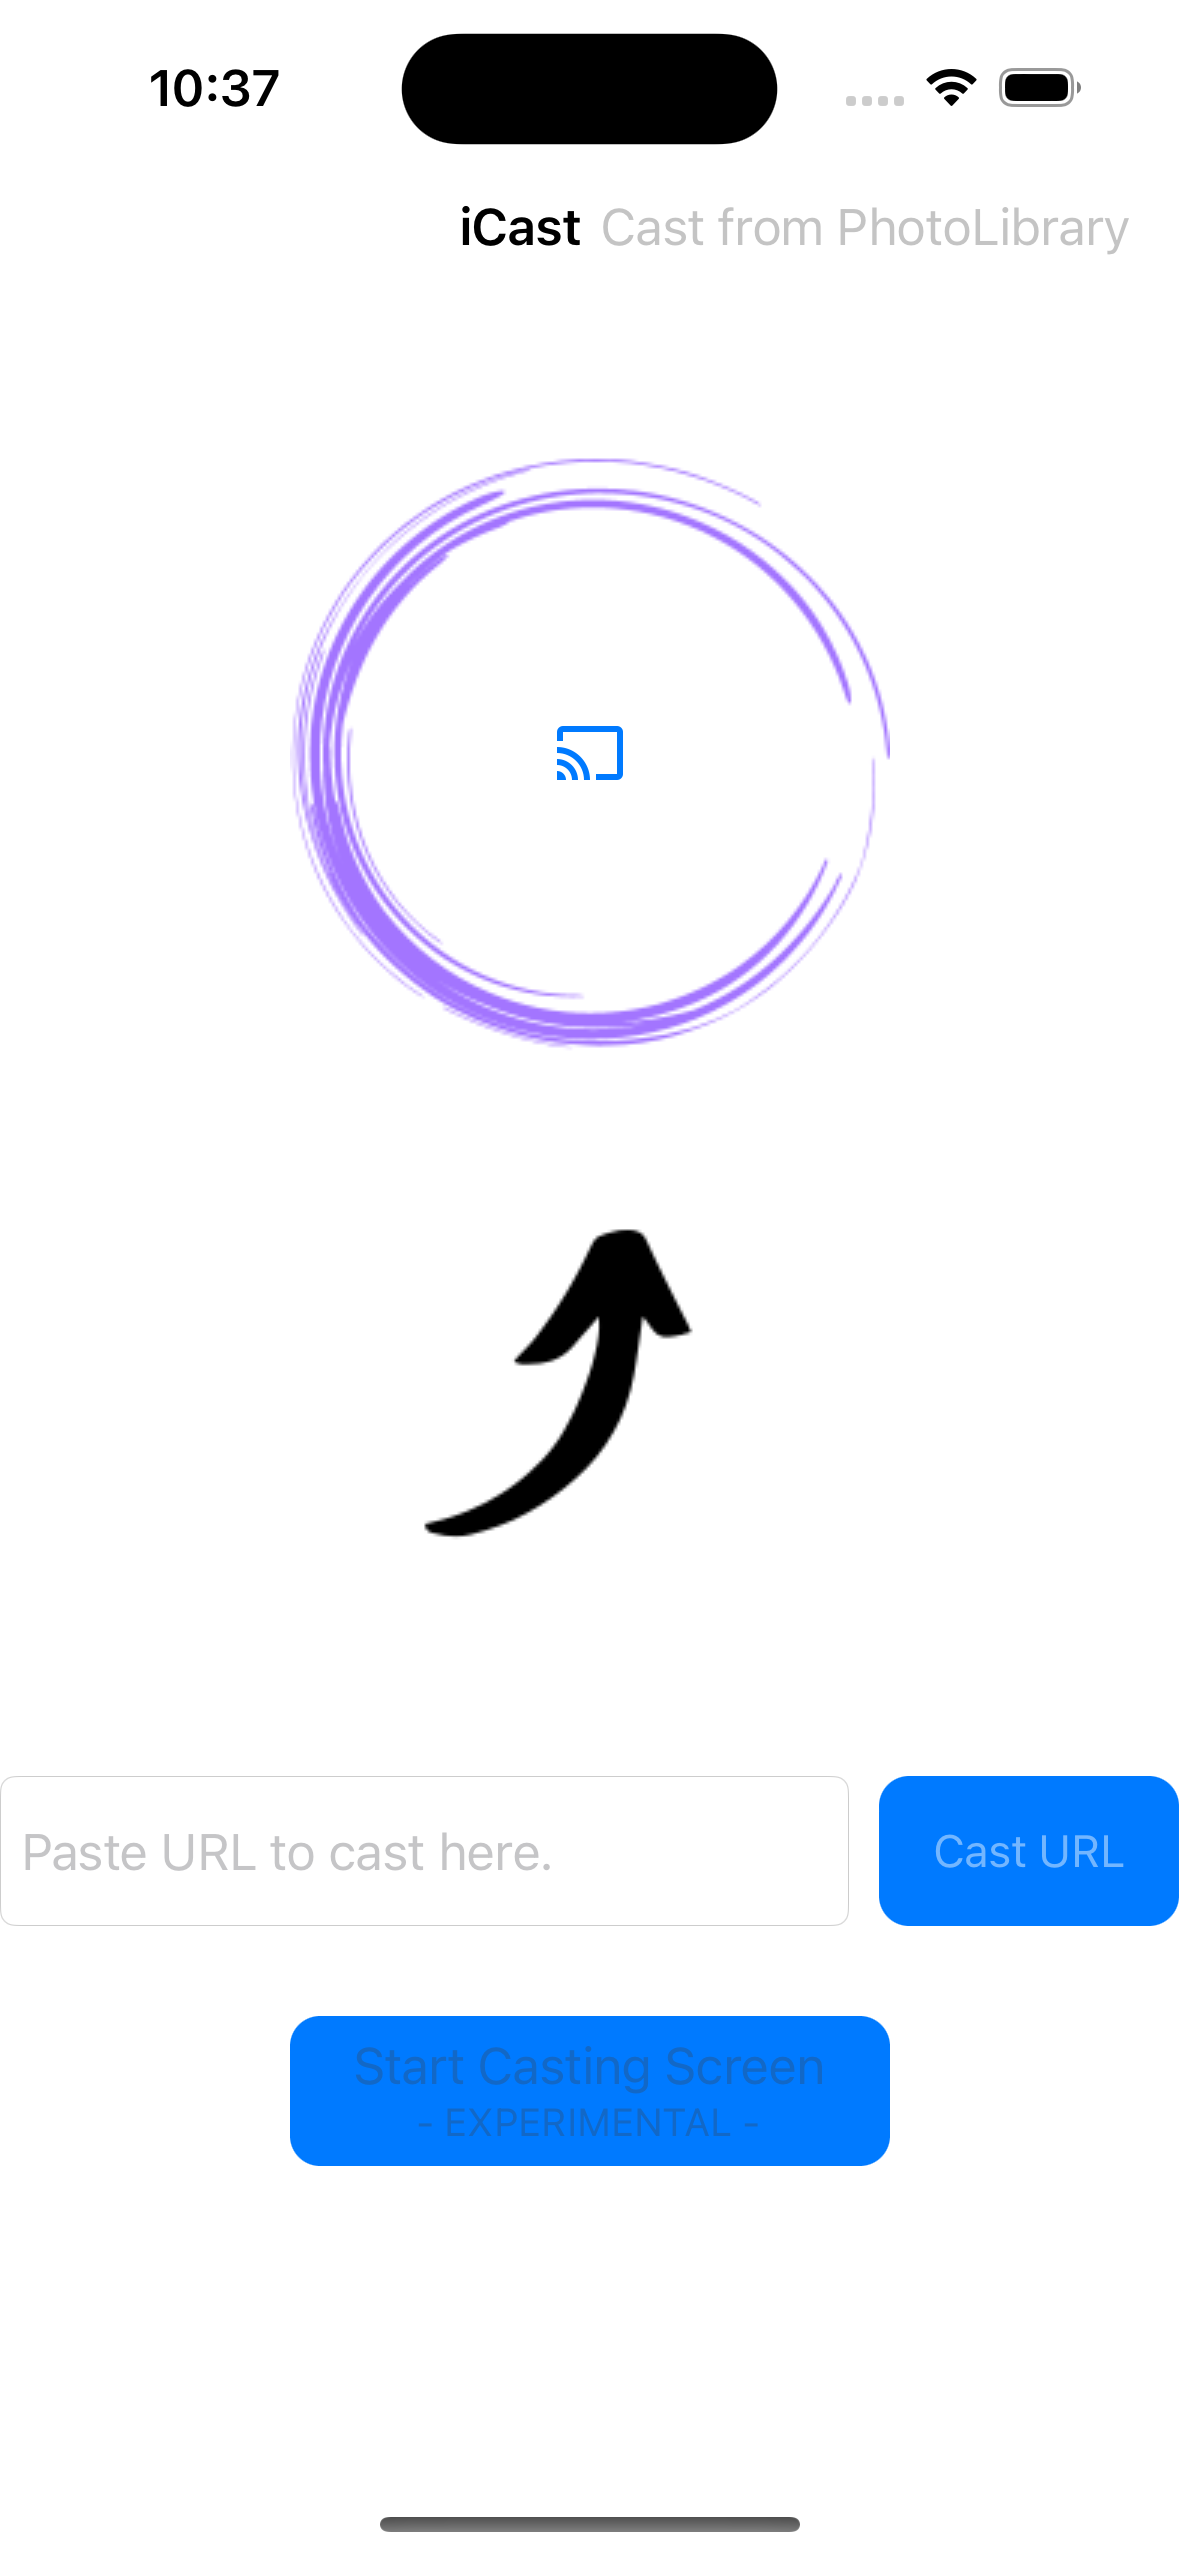 10:37
iCast Cast from PhotoLibrary
Paste URL to cast here.
Cast URL
Start Casting Screen
- EXPERIMENTAL -